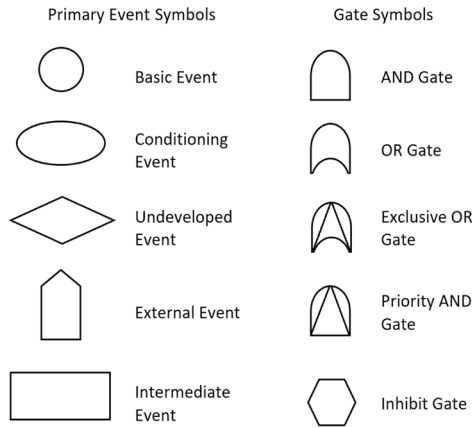 Primary Event Symbols
Basic Event
Conditioning
Event
Undeveloped
Event
External Event
Intermediate
Event
Gate Symbols
AND Gate
OR Gate
Exclusive OR
Gate
Priority AND
Gate
Inhibit Gate